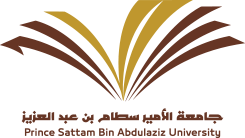 جامعة الأمير سطام بن عبد العزيز
Prince Sattam Bin Abdulaziz University